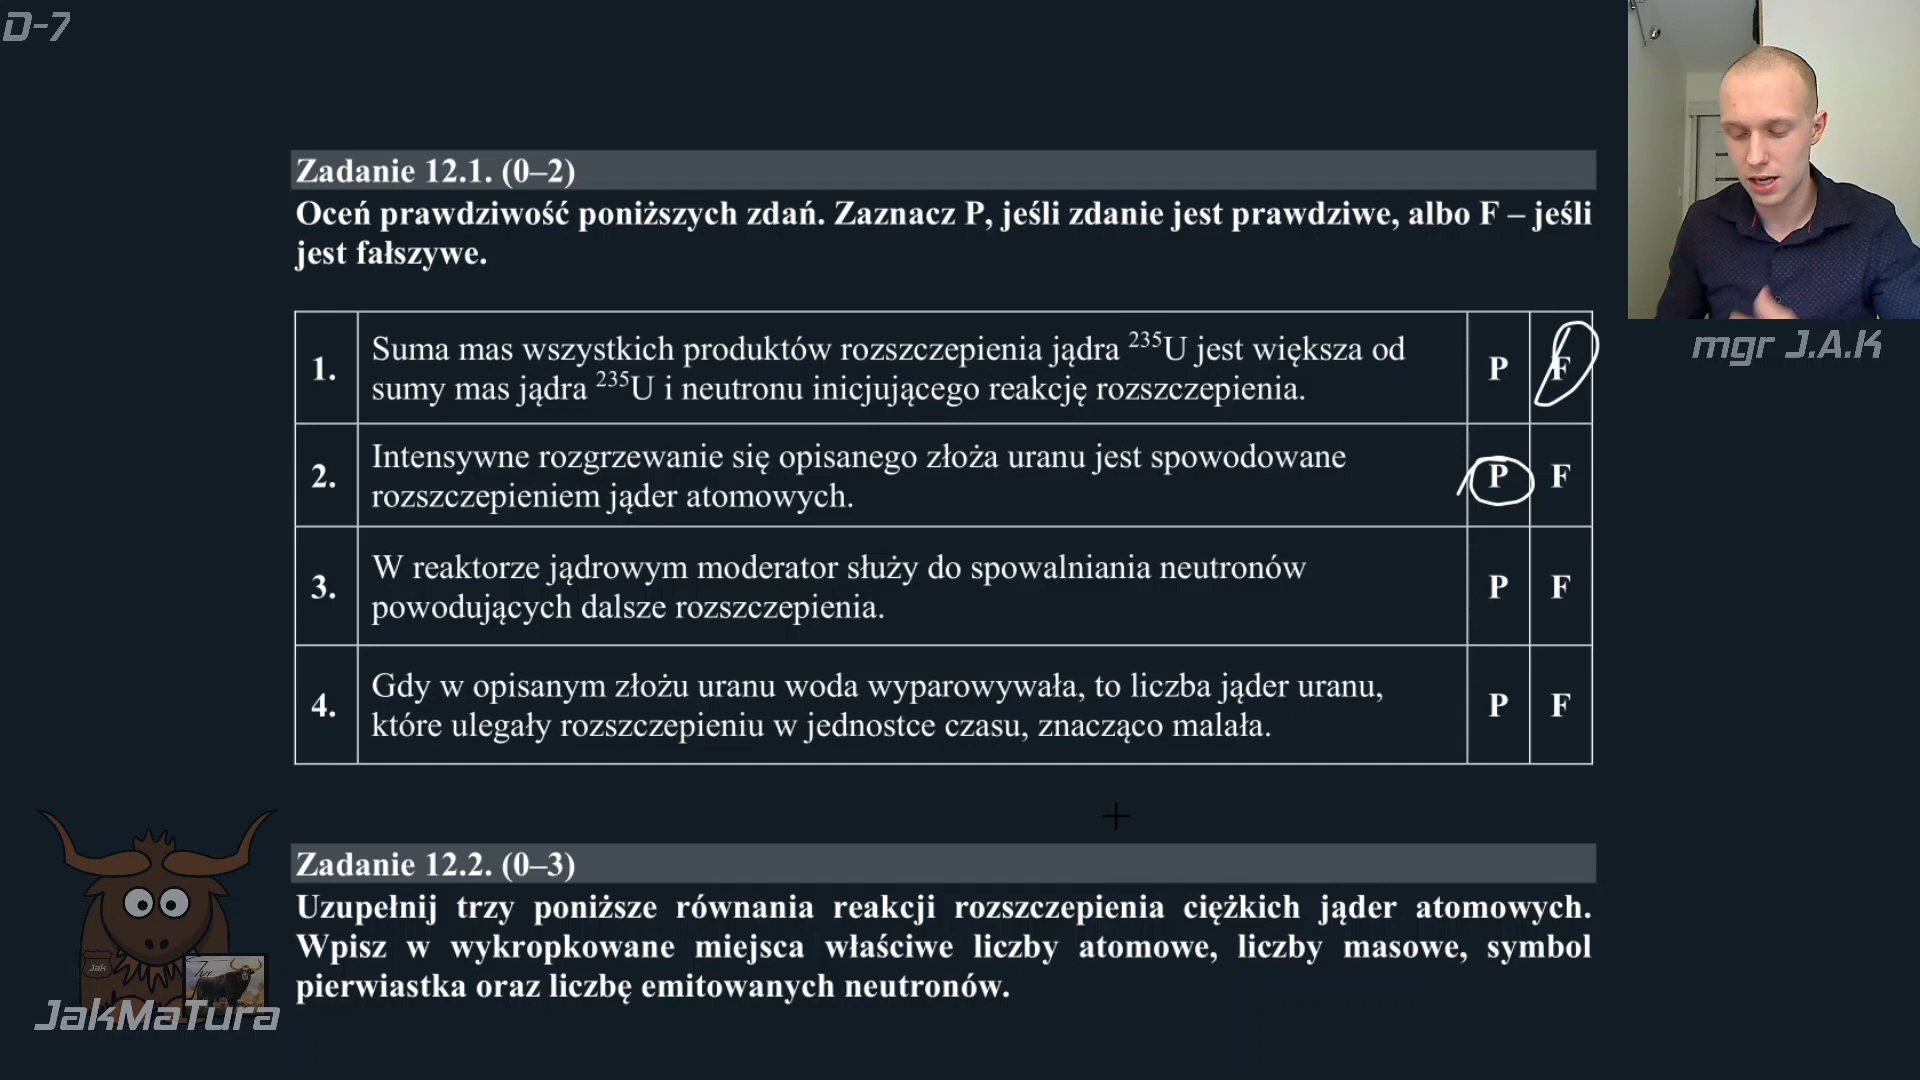 D-7
Zadanie 12.1. (0–2)
Oceń prawdziwość poniższych zdań. Zaznacz P, jeśli zdanie jest prawdziwe, albo F – jeśli
jest fałszywe.
1. Suma mas wszystkich produktów rozszczepienia jądra ²³⁵U jest większa od
sumy mas jądra ²³⁵U i neutronu inicjującego reakcję rozszczepienia. P F
2. Intensywne rozgrzewanie się opisanego złoża uranu jest spowodowane
rozszczepieniem jąder atomowych. P F
3. W reaktorze jądrowym moderator służy do spowalniania neutronów
powodujących dalsze rozszczepienia. P F
4. Gdy w opisanym złożu uranu woda wyparowywała, to liczba jąder uranu,
które ulegały rozszczepieniu w jednostce czasu, znacząco malała. P F
Zadanie 12.2. (0–3)
Uzupełnij trzy poniższe równania reakcji rozszczepienia ciężkich jąder atomowych.
Wpisz w wykropkowane miejsca właściwe liczby atomowe, liczby masowe, symbol
pierwiastka oraz liczbę emitowanych neutronów.
mgr J.A.K
Jak
Tur
JakMaTura